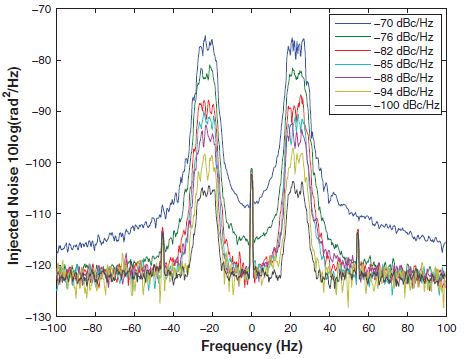 -70
-80
-90
-100
-110
-120
-130
Injected Noise 10log(rad²/Hz)
−70 dBc/Hz
−76 dBc/Hz
−82 dBc/Hz
−85 dBc/Hz
−88 dBc/Hz
−94 dBc/Hz
−100 dBc/Hz
-100 -80 -60 -40 -20 0 20 40 60 80 100
Frequency (Hz)